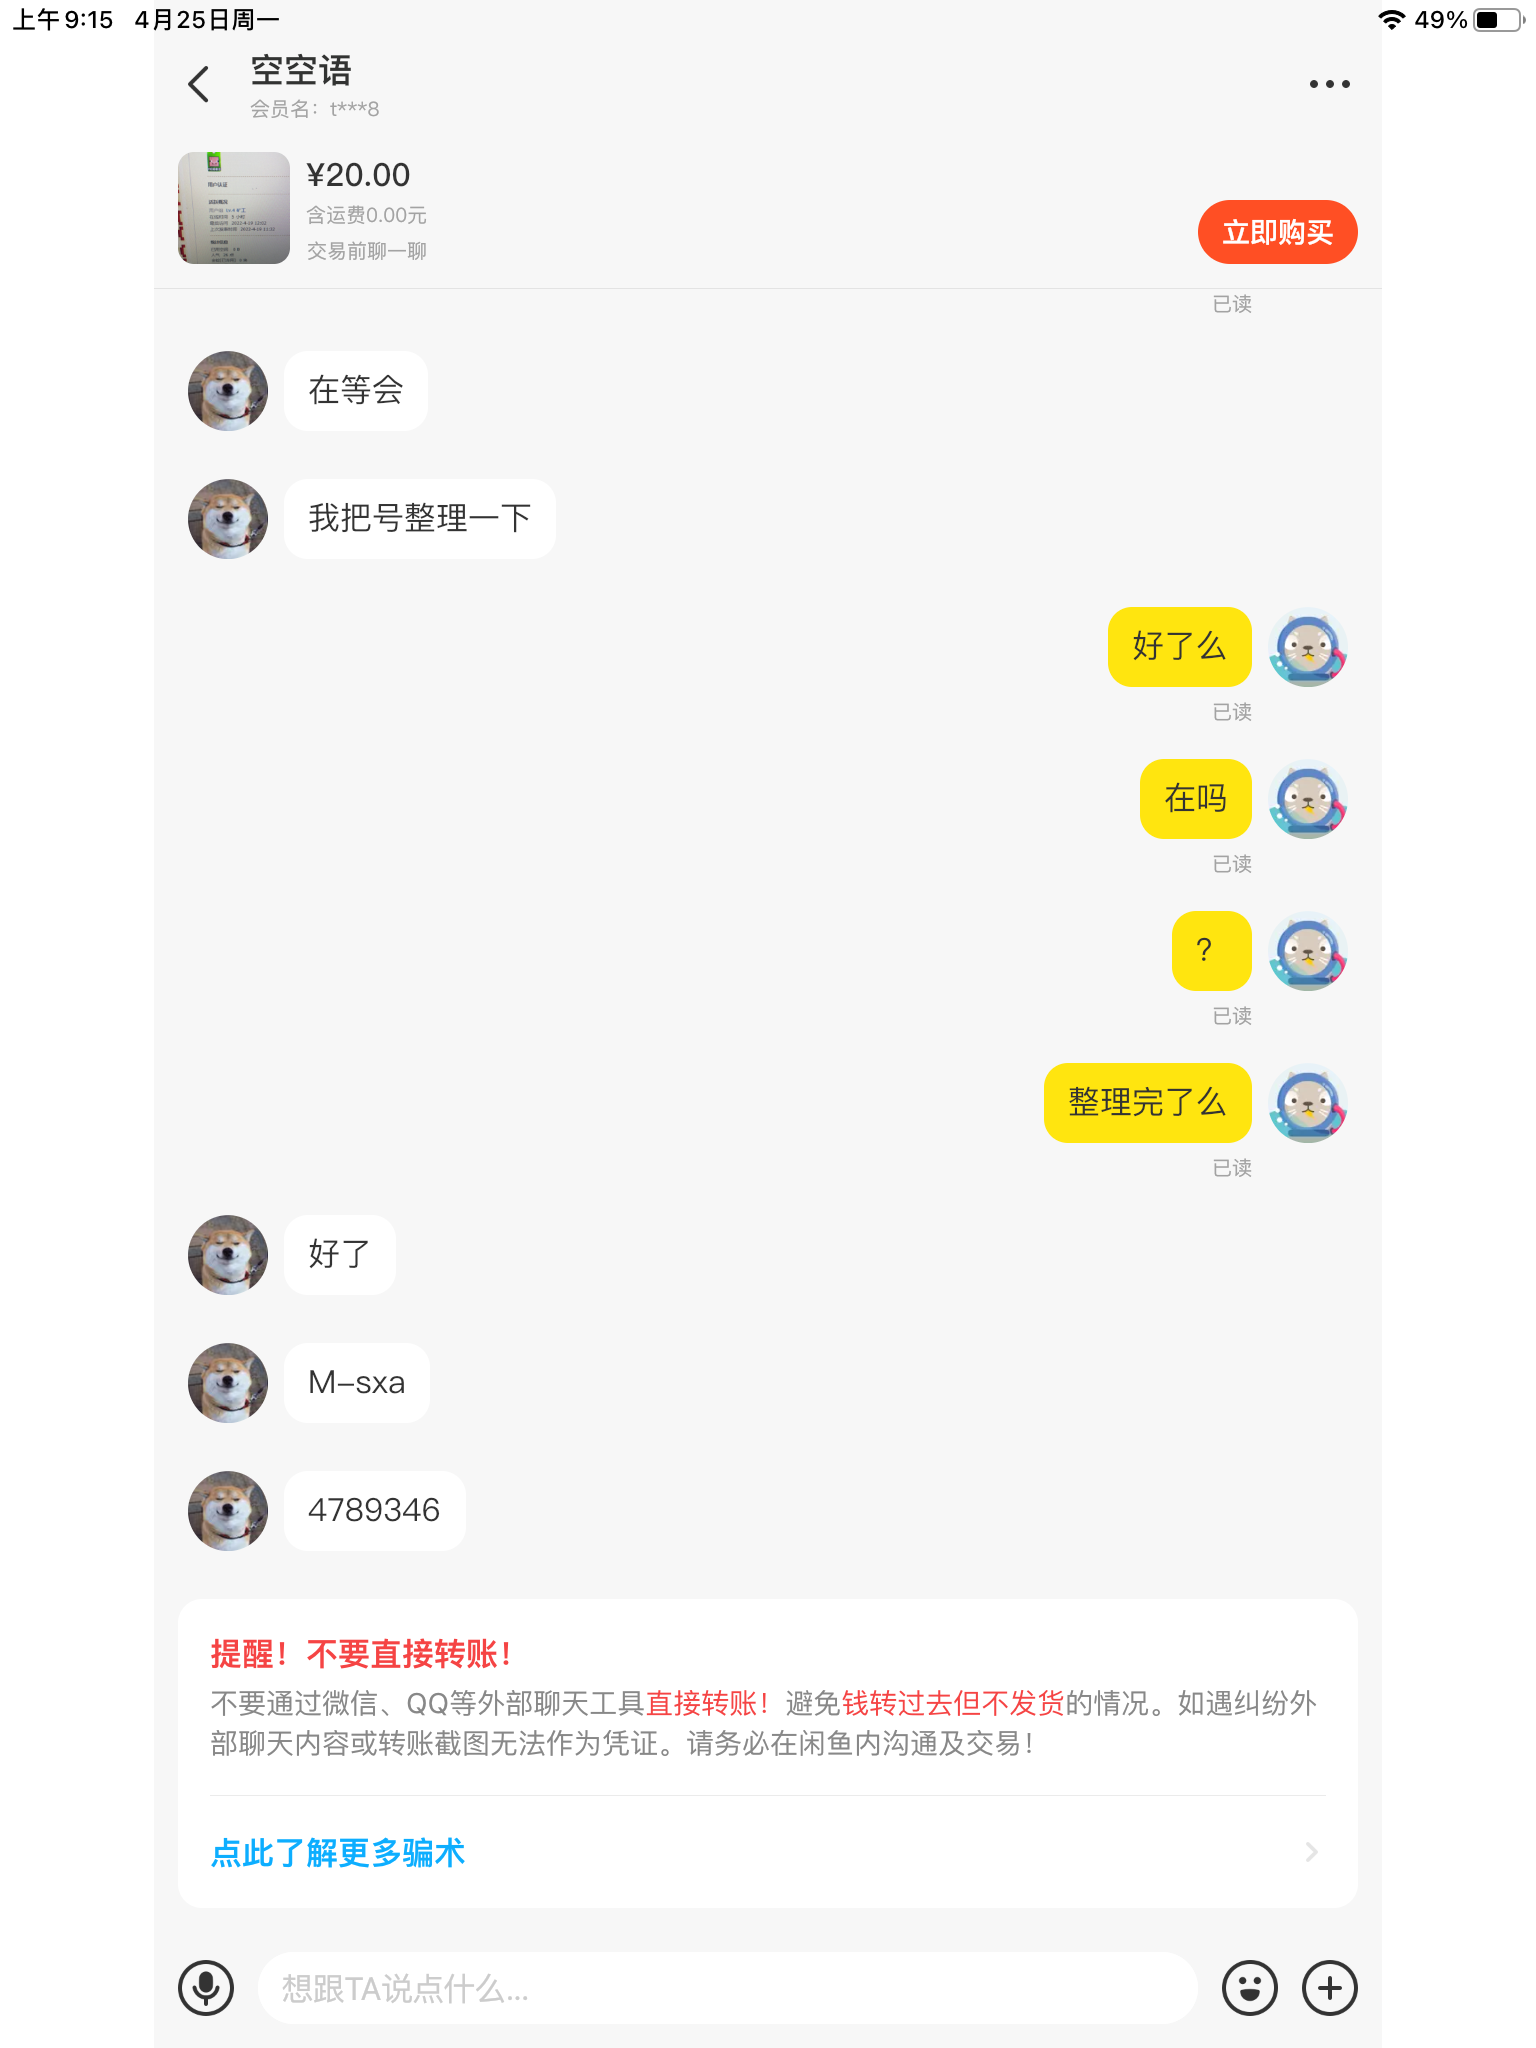 上午9:15 4月25日周一
49%
空空语
会员名：t***8
¥20.00
含运费0.00元
交易前聊一聊
立即购买
已读
在等会
我把号整理一下
好了么
已读
在吗
已读
？
已读
整理完了么
已读
好了
M-sxa
4789346
提醒！不要直接转账！
不要通过微信、QQ等外部聊天工具直接转账！避免钱转过去但不发货的情况。如遇纠纷外
部聊天内容或转账截图无法作为凭证。请务必在闲鱼内沟通及交易！
点此了解更多骗术
想跟TA说点什么...